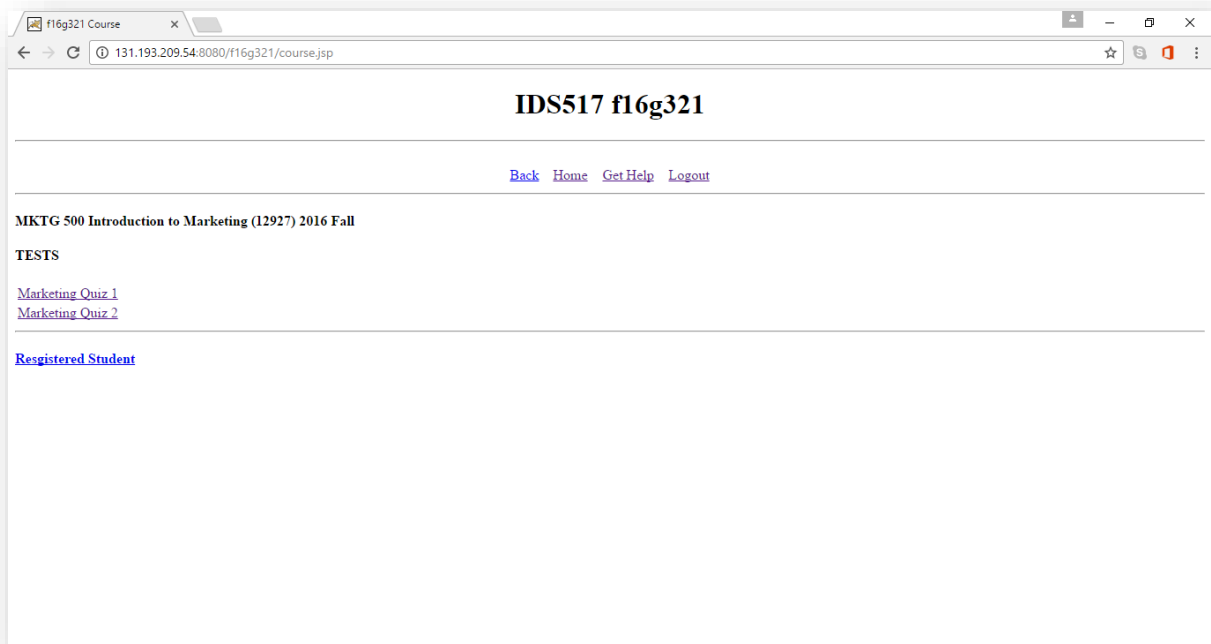 f16g321 Course
131.193.209.54:8080/f16g321/course.jsp
IDS517 f16g321
Back Home Get Help Logout
MKTG 500 Introduction to Marketing (12927) 2016 Fall
TESTS
Marketing Quiz 1
Marketing Quiz 2
Resgistered Student